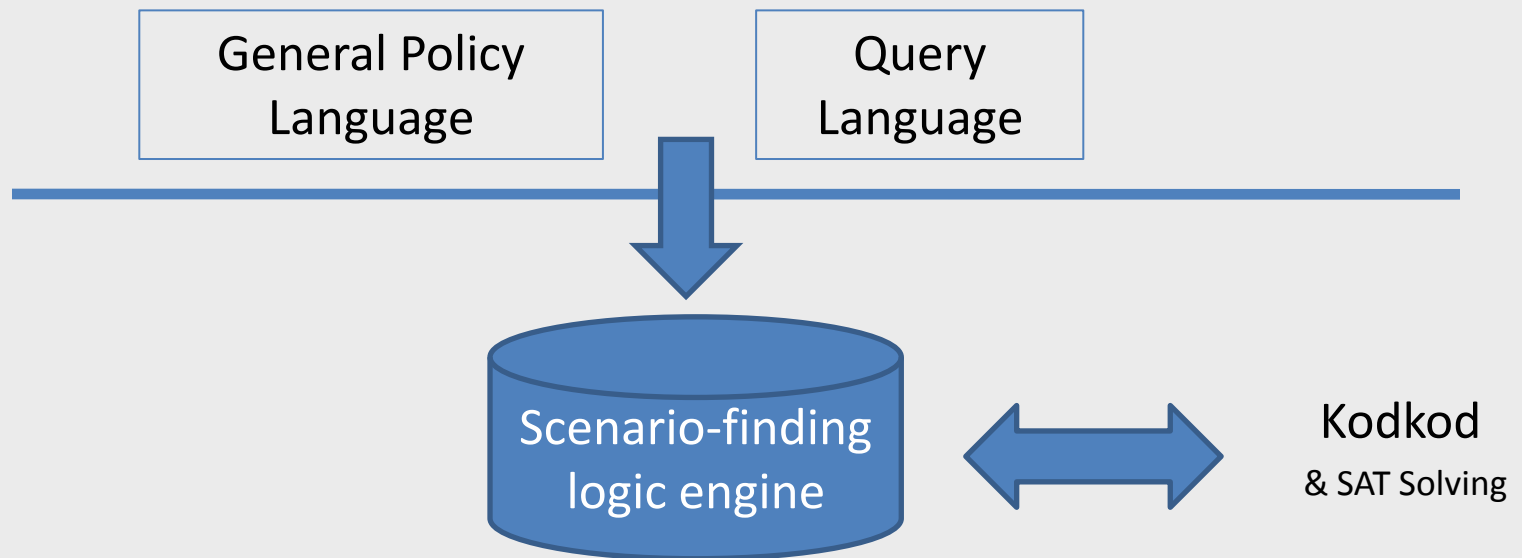 General Policy
Language
Query
Language
Scenario-finding
logic engine
Kodkod
& SAT Solving